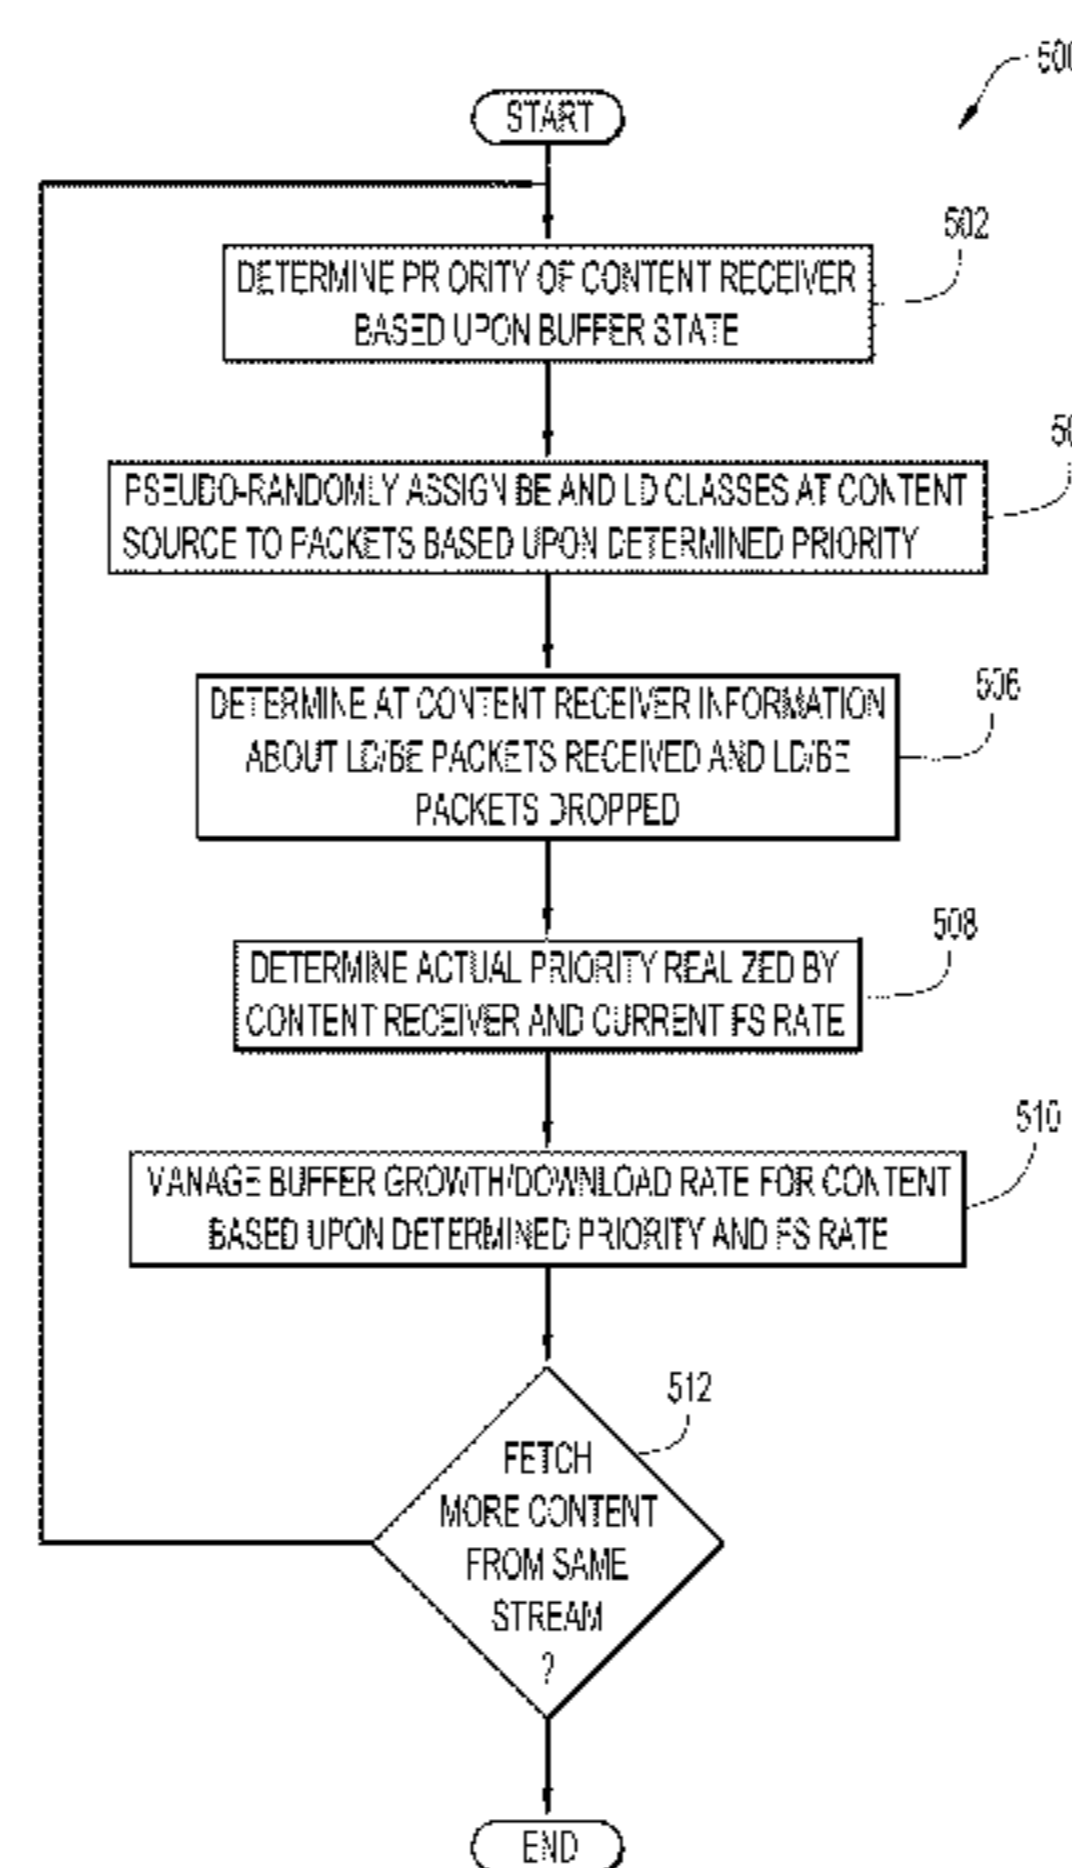 500
START
502
DETERMINE PRIORITY OF CONTENT RECEIVER
BASED UPON BUFFER STATE
50
PSEUDO-RANDOMLY ASSIGN BE AND LD CLASSES AT CONTENT
SOURCE TO PACKETS BASED UPON DETERMINED PRIORITY
506
DETERMINE AT CONTENT RECEIVER INFORMATION
ABOUT LD/BE PACKETS RECEIVED AND LD/BE
PACKETS DROPPED
508
DETERMINE ACTUAL PRIORITY REALIZED BY
CONTENT RECEIVER AND CURRENT FS RATE
510
MANAGE BUFFER GROWTH/DOWNLOAD RATE FOR CONTENT
BASED UPON DETERMINED PRIORITY AND FS RATE
512
FETCH
MORE CONTENT
FROM SAME
STREAM
?
END